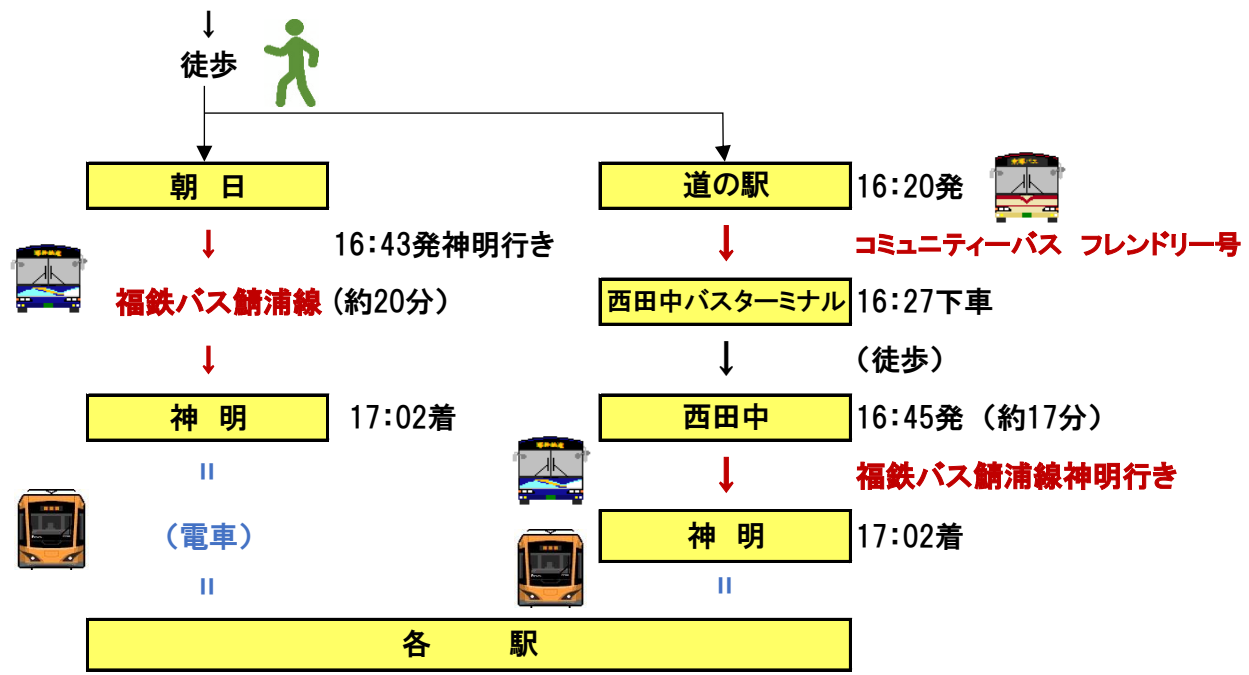 ↓
徒歩
朝 日
道の駅
16:20発
↓
16:43発神明行き
↓
コミュニティーバス フレンドリー号
福鉄バス鯖浦線
(約20分)
西田中バスターミナル
16:27下車
↓
↓
(徒歩)
神 明
17:02着
西田中
16:45発 (約17分)
=
↓
福鉄バス鯖浦線神明行き
(電車)
神 明
17:02着
=
=
各 駅